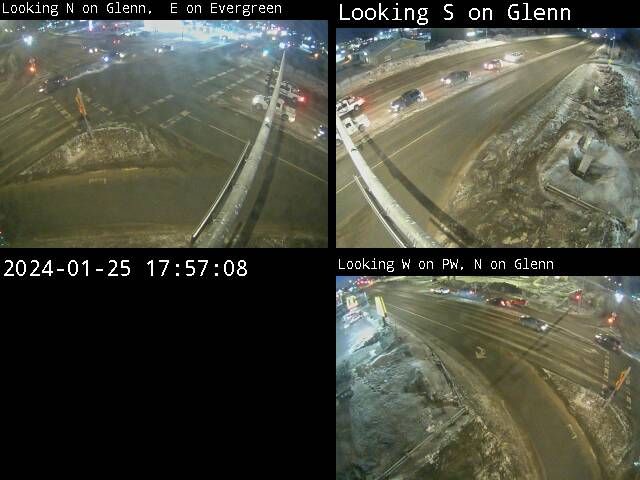 Looking N on Glenn,  E on Evergreen
Looking S on Glenn
2024-01-25 17:57:08
Looking W on PW, N on Glenn